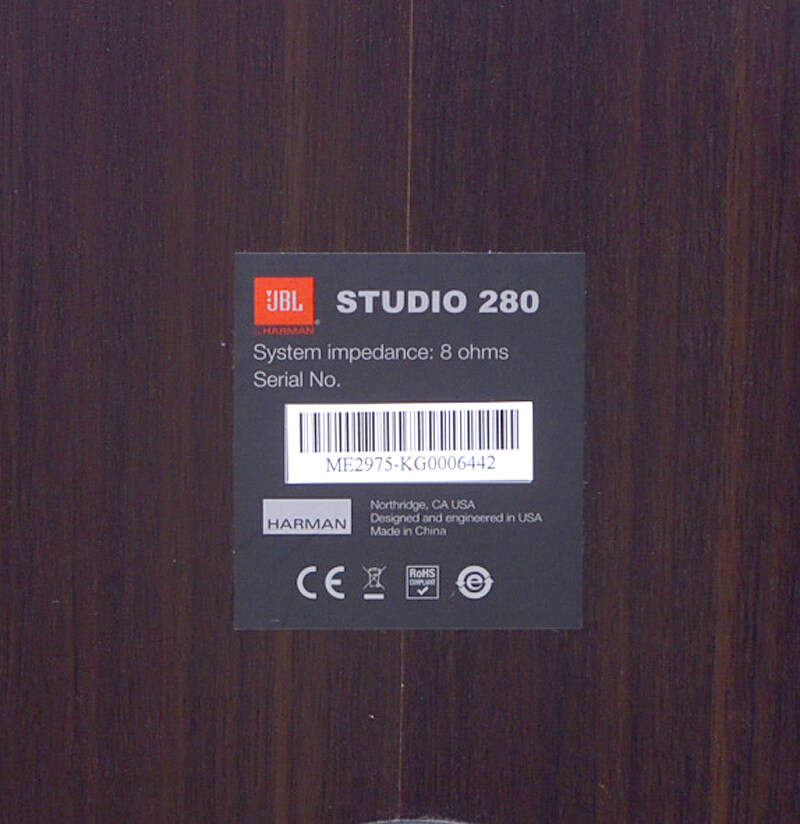 JBL STUDIO 280
HARMAN
System impedance: 8 ohms
Serial No.
ME2975-KG0006442
HARMAN
Northridge, CA USA
Designed and engineered in USA
Made in China
CE RoHS COMPLIANT e